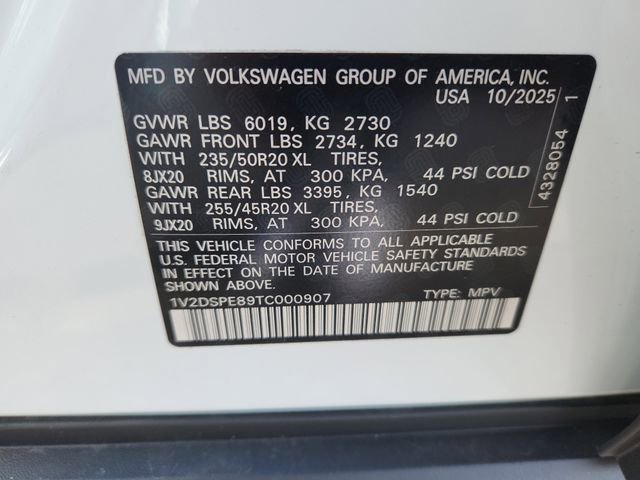 MFD BY VOLKSWAGEN GROUP OF AMERICA, INC.
USA 10/2025
GVWR LBS 6019, KG 2730
GAWR FRONT LBS 2734, KG 1240
WITH 235/50R20 XL TIRES,
8JX20 RIMS, AT 300 KPA, 44 PSI COLD
GAWR REAR LBS 3395, KG 1540
WITH 255/45R20 XL TIRES,
9JX20 RIMS, AT 300 KPA, 44 PSI COLD
THIS VEHICLE CONFORMS TO ALL APPLICABLE
U.S. FEDERAL MOTOR VEHICLE SAFETY STANDARDS
IN EFFECT ON THE DATE OF MANUFACTURE
SHOWN ABOVE.
1V2DSPE89TC000907 TYPE: MPV
4328054 1